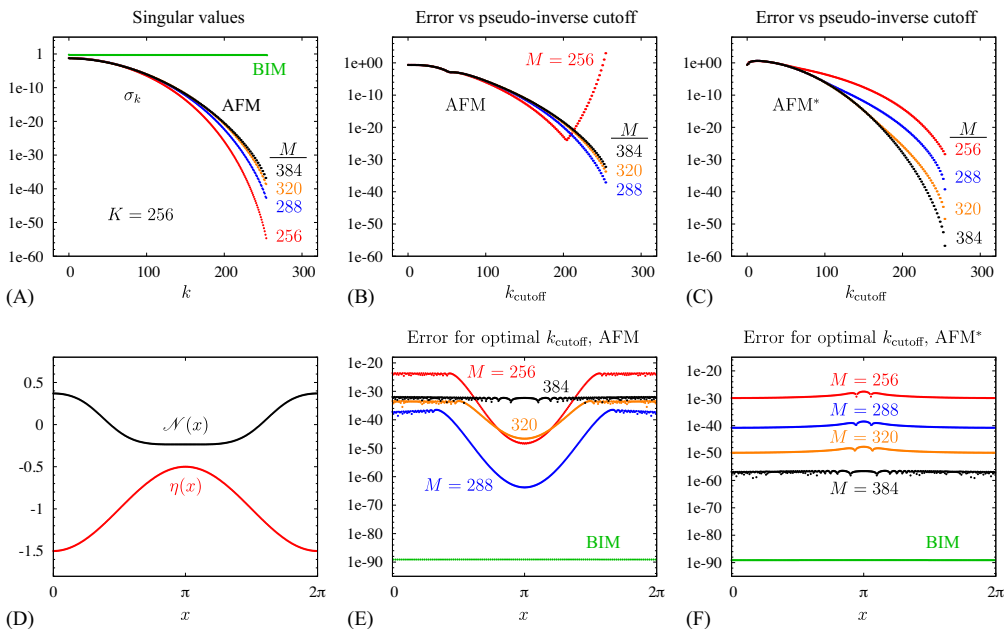 Singular values
1
1e-10
1e-20
1e-30
1e-40
1e-50
1e-60
BIM
σk
AFM
M
384
320
288
256
K = 256
0
100
200
300
k
(A)
Error vs pseudo-inverse cutoff
1e+00
1e-10
1e-20
1e-30
1e-40
1e-50
1e-60
M = 256
AFM
M
384
320
288
0
100
200
300
kcutoff
(B)
Error vs pseudo-inverse cutoff
1e+00
1e-10
1e-20
1e-30
1e-40
1e-50
1e-60
AFM*
M
256
288
320
384
0
100
200
300
kcutoff
(C)
0.5
0
-0.5
-1
-1.5
𝒩(x)
η(x)
0
π
2π
x
(D)
Error for optimal kcutoff, AFM
1e-20
1e-30
1e-40
1e-50
1e-60
1e-70
1e-80
1e-90
M = 256
384
320
M = 288
BIM
0
π
2π
x
(E)
Error for optimal kcutoff, AFM*
1e-20
1e-30
1e-40
1e-50
1e-60
1e-70
1e-80
1e-90
M = 256
M = 288
M = 320
M = 384
BIM
0
π
2π
x
(F)